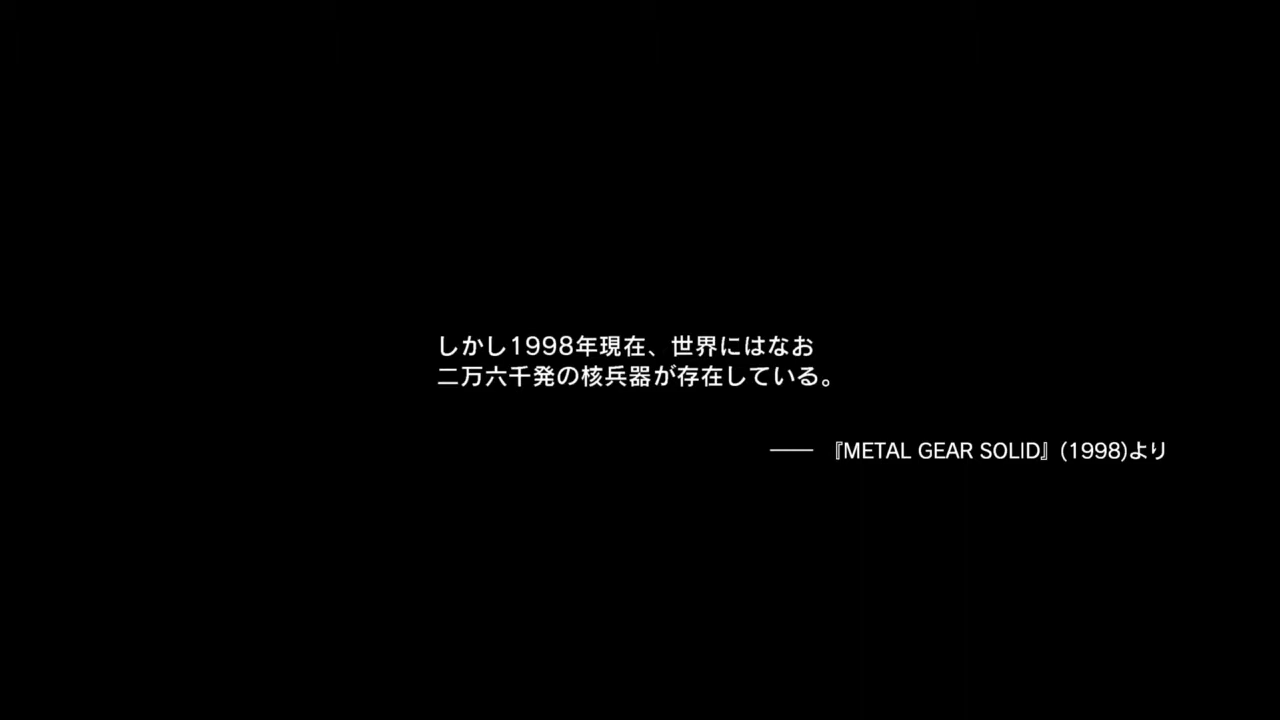 しかし1998年現在、世界にはなお
二万六千発の核兵器が存在している。
―― 『METAL GEAR SOLID』(1998)より